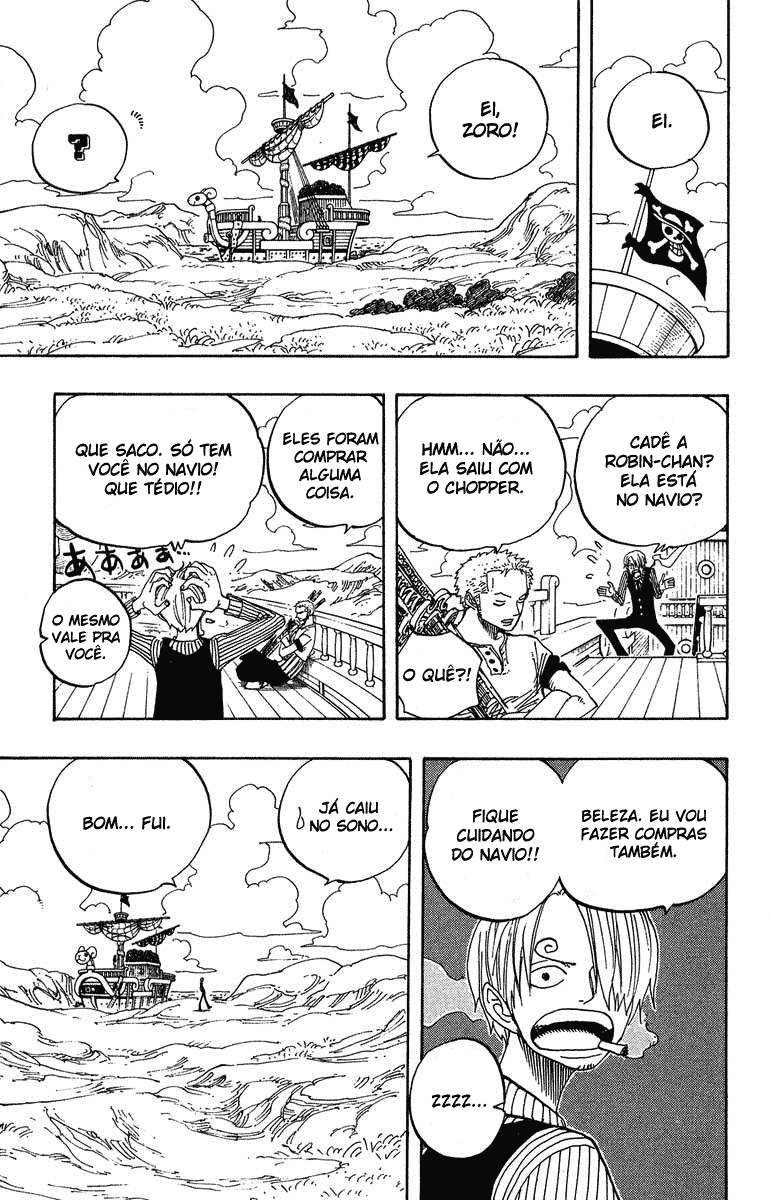 EI.
EI,
ZORO!
?
CADÊ A
ROBIN-CHAN?
ELA ESTÁ
NO NAVIO?
HMM... NÃO...
ELA SAIU COM
O CHOPPER.
O QUÊ?!
ELES FORAM
COMPRAR
ALGUMA
COISA.
QUE SACO. SÓ TEM
VOCÊ NO NAVIO!
QUE TÉDIO!!
ああああ...
O MESMO
VALE PRA
VOCÊ.
BELEZA. EU VOU
FAZER COMPRAS
TAMBÉM.
FIQUE
CUIDANDO
DO NAVIO!!
ZZZZ...
JÁ CAIU
NO SONO...
BOM... FUI.